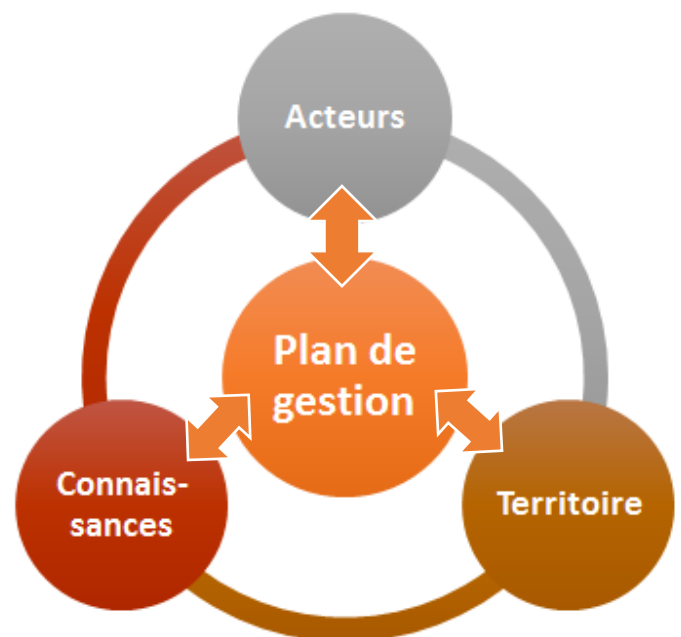 Acteurs
Plan de
gestion
Connais-
sances
Territoire